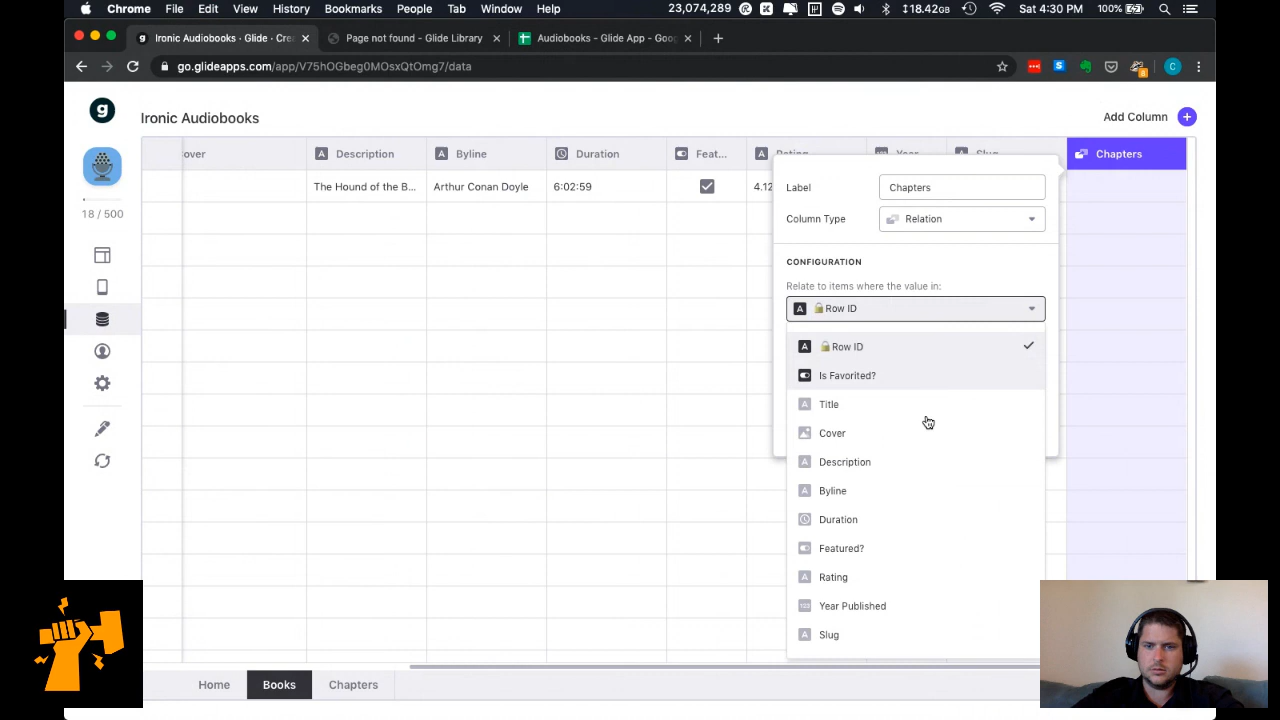 Chrome File Edit View History Bookmarks People Tab Window Help 23,074,289 18.42GB Sat 4:30 PM 100%
Ironic Audiobooks · Glide · Cre Page not found - Glide Library Audiobooks - Glide App - Goo
go.glideapps.com/app/V75hOGbeg0MOsxQtOmg7/data
Ironic Audiobooks
Add Column
over Description Byline Duration Feat... Rating Year Slug Chapters
The Hound of the B... Arthur Conan Doyle 6:02:59 4.12
18 / 500
Label Chapters
Column Type Relation
CONFIGURATION
Relate to items where the value in:
Row ID
Row ID
Is Favorited?
Title
Cover
Description
Byline
Duration
Featured?
Rating
Year Published
Slug
Home Books Chapters